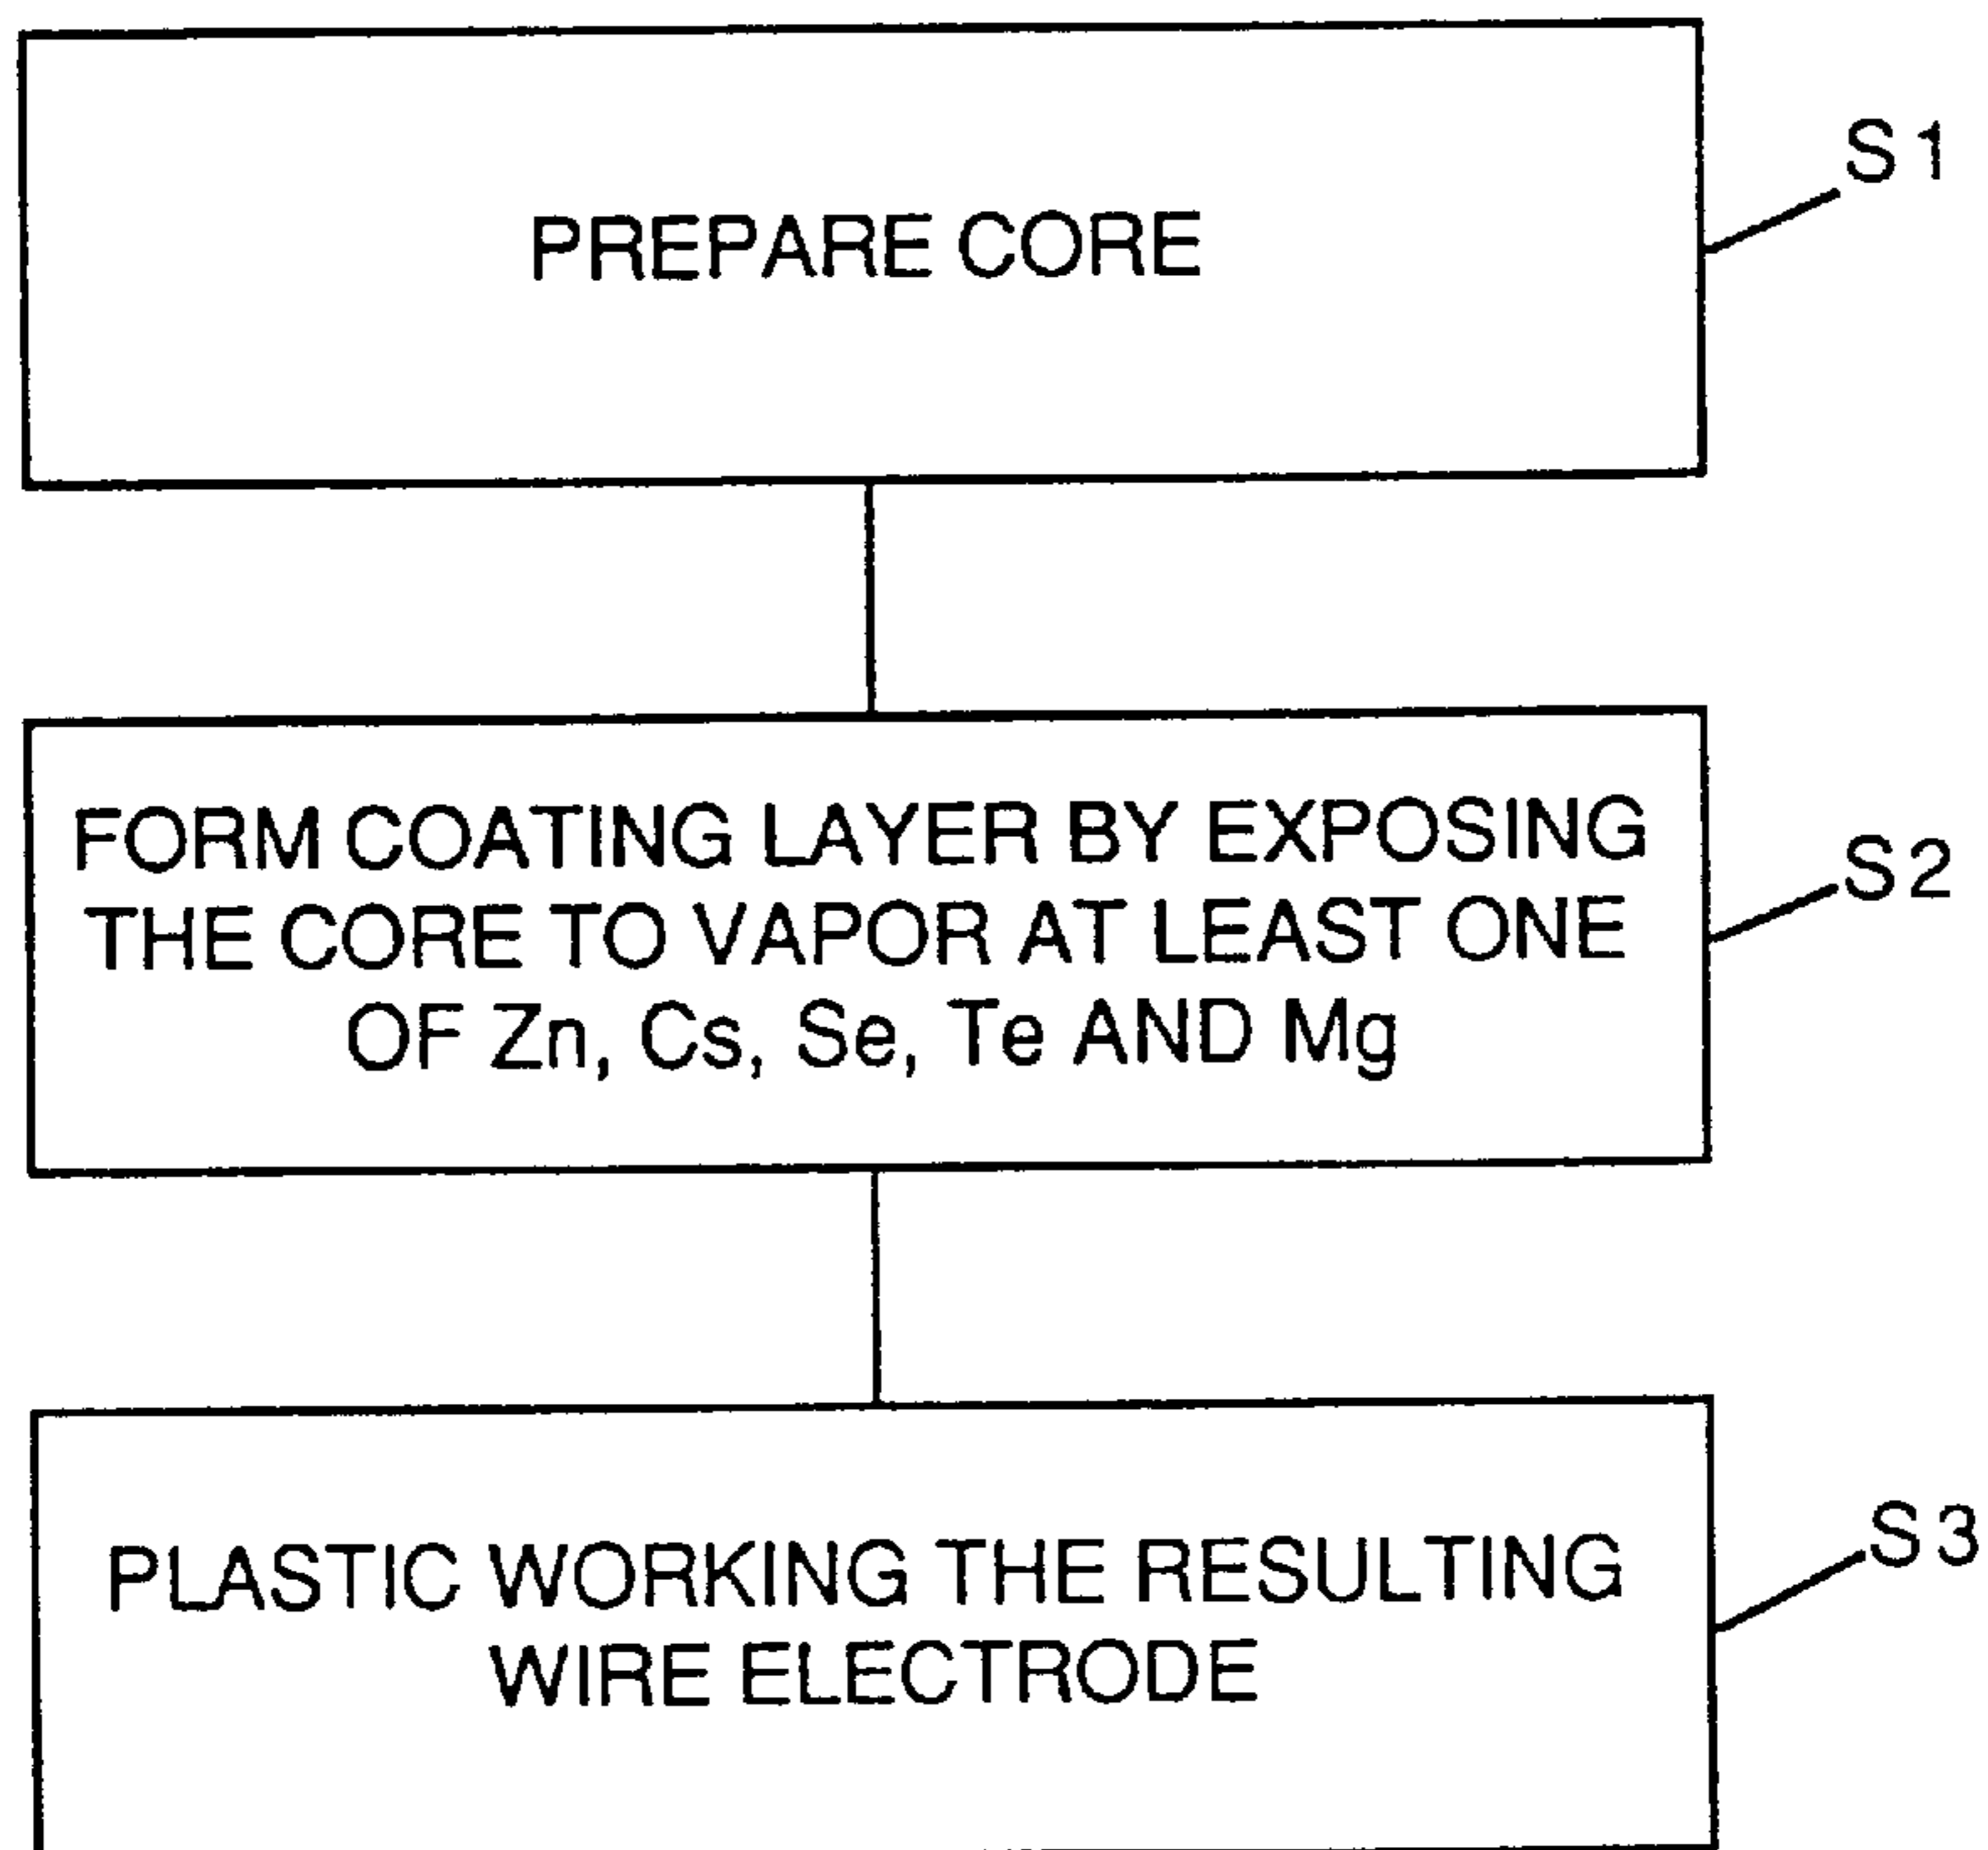 PREPARE CORE
S1
FORM COATING LAYER BY EXPOSING
THE CORE TO VAPOR AT LEAST ONE
OF Zn, Cs, Se, Te AND Mg
S2
PLASTIC WORKING THE RESULTING
WIRE ELECTRODE
S3